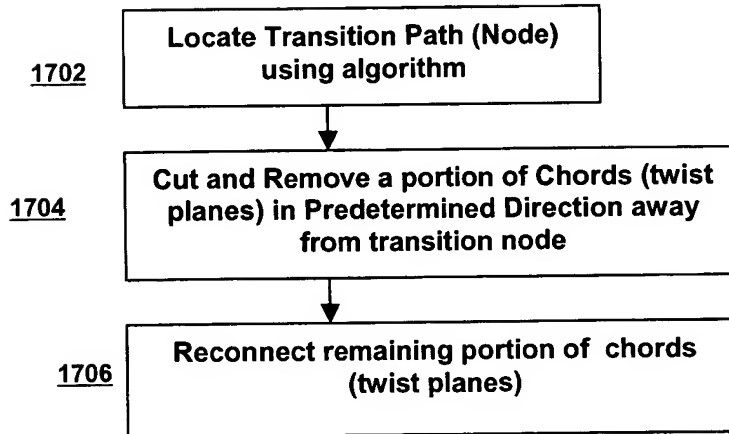 1702
Locate Transition Path (Node)
using algorithm
1704
Cut and Remove a portion of Chords (twist
planes) in Predetermined Direction away
from transition node
1706
Reconnect remaining portion of chords
(twist planes)